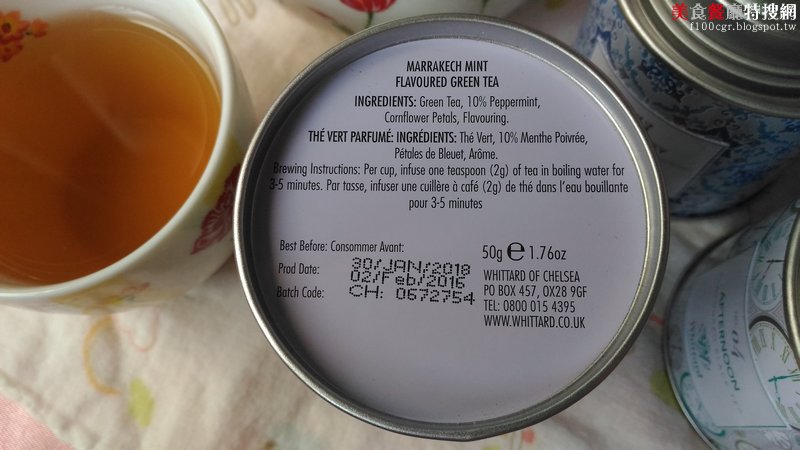 美食餐廳特搜網
f100cgr.blogspot.tw
MARRAKECH MINT
FLAVOURED GREEN TEA
INGREDIENTS: Green Tea, 10% Peppermint,
Cornflower Petals, Flavouring.
THÉ VERT PARFUMÉ: INGRÉDIENTS: Thé Vert, 10% Menthe Poivrée,
Pétales de Bleuet, Arôme.
Brewing Instructions: Per cup, infuse one teaspoon (2g) of tea in boiling water for
3-5 minutes. Par tasse, infuser une cuillère à café (2g) de thé dans l'eau bouillante
pour 3-5 minutes
Best Before: Consommer Avant: 30/JAN/2018
Prod Date: 02/Feb/2016
Batch Code: CH: 0672754
50g e 1.76oz
WHITTARD OF CHELSEA
PO BOX 457, OX28 9GF
TEL: 0800 015 4395
WWW.WHITTARD.CO.UK
AFTERNOON